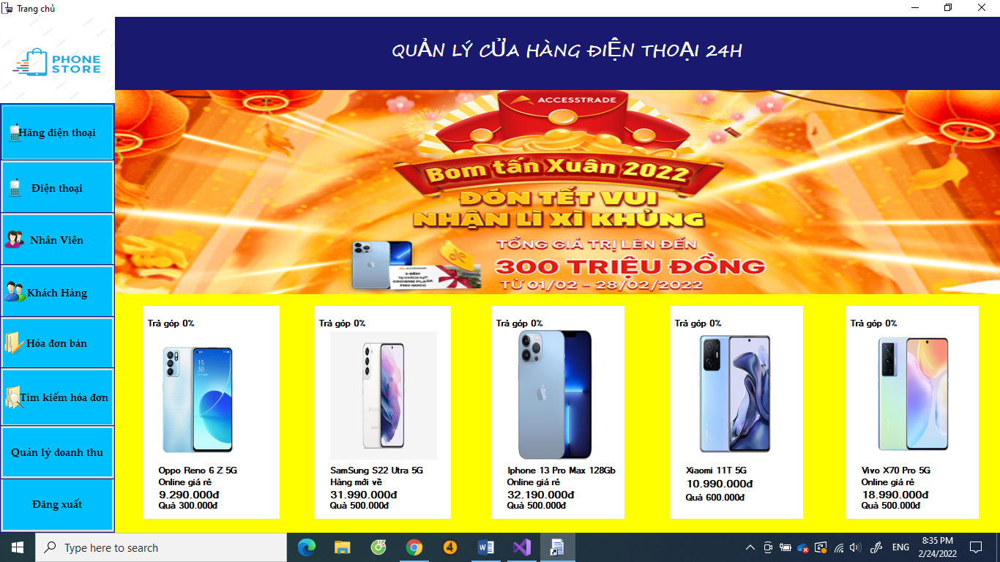 Trang chủ
PHONE
STORE
QUẢN LÝ CỬA HÀNG ĐIỆN THOẠI 24H
Hãng điện thoại
Điện thoại
Nhân Viên
Khách Hàng
Hóa đơn bán
Tìm kiếm hóa đơn
Quản lý doanh thu
Đăng xuất
ACCESSTRADE
Bom tấn Xuân 2022
ĐÓN TẾT VUI
NHẬN LÌ XÌ KHỦNG
TỔNG GIÁ TRỊ LÊN ĐẾN
300 TRIỆU ĐỒNG
TỪ 01/02 - 28/02/2022
Trả góp 0%
Oppo Reno 6 Z 5G
Online giá rẻ
9.290.000đ
Quà 300.000đ
Trả góp 0%
SamSung S22 Utra 5G
Hàng mới về
31.990.000đ
Quà 500.000đ
Trả góp 0%
Iphone 13 Pro Max 128Gb
Online giá rẻ
32.190.000đ
Quà 500.000đ
Trả góp 0%
Xiaomi 11T 5G
10.990.000đ
Quà 600.000đ
Trả góp 0%
Vivo X70 Pro 5G
Online giá rẻ
18.990.000đ
Quà 500.000đ
Type here to search
ENG
8:35 PM
2/24/2022